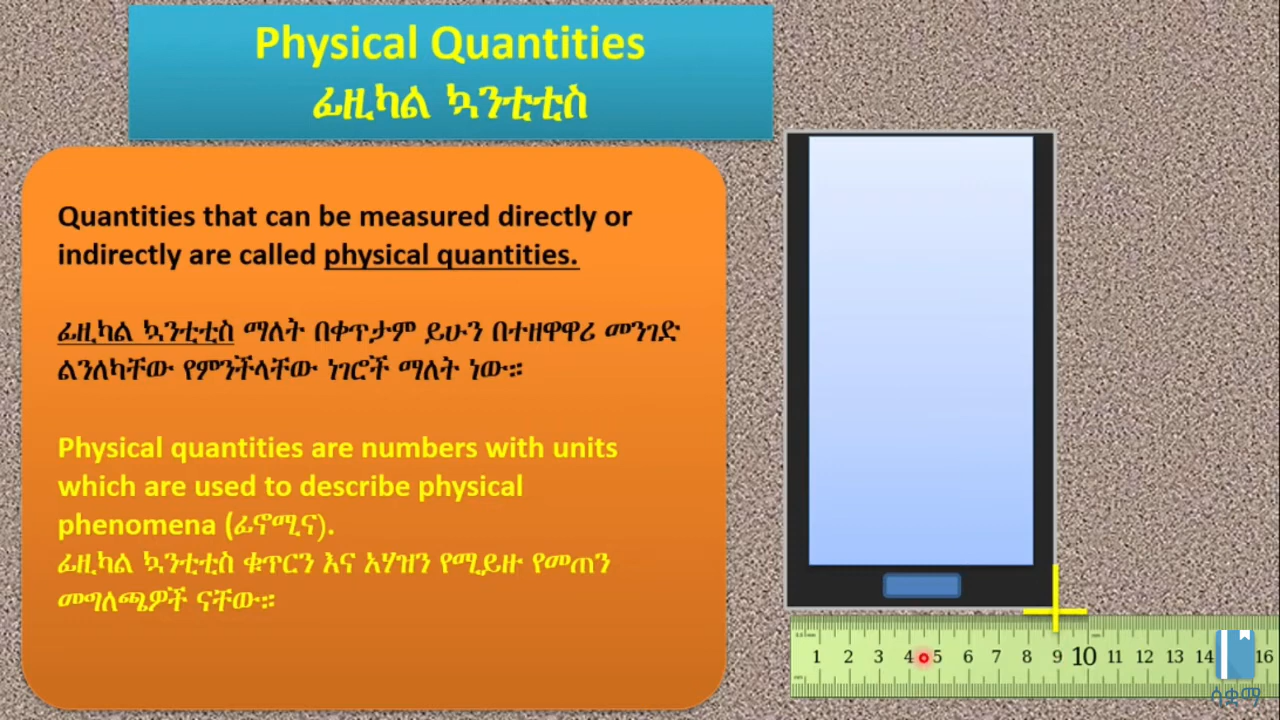 Physical Quantities
ፊዚካል ኳንቲቲስ
Quantities that can be measured directly or
indirectly are called physical quantities.
ፊዚካል ኳንቲቲስ ማለት በቀጥታም ይሁን በተዘዋዋሪ መንገድ
ልንለካቸው የምንችላቸው ነገሮች ማለት ነው።
Physical quantities are numbers with units
which are used to describe physical
phenomena (ፊኖሚና).
ፊዚካል ኳንቲቲስ ቁጥርን እና አሃዝን የሚይዙ የመጠን
መግለጫዎች ናቸው።
1 2 3 4 5 6 7 8 9 10 11 12 13 14 16
ሳቂማ